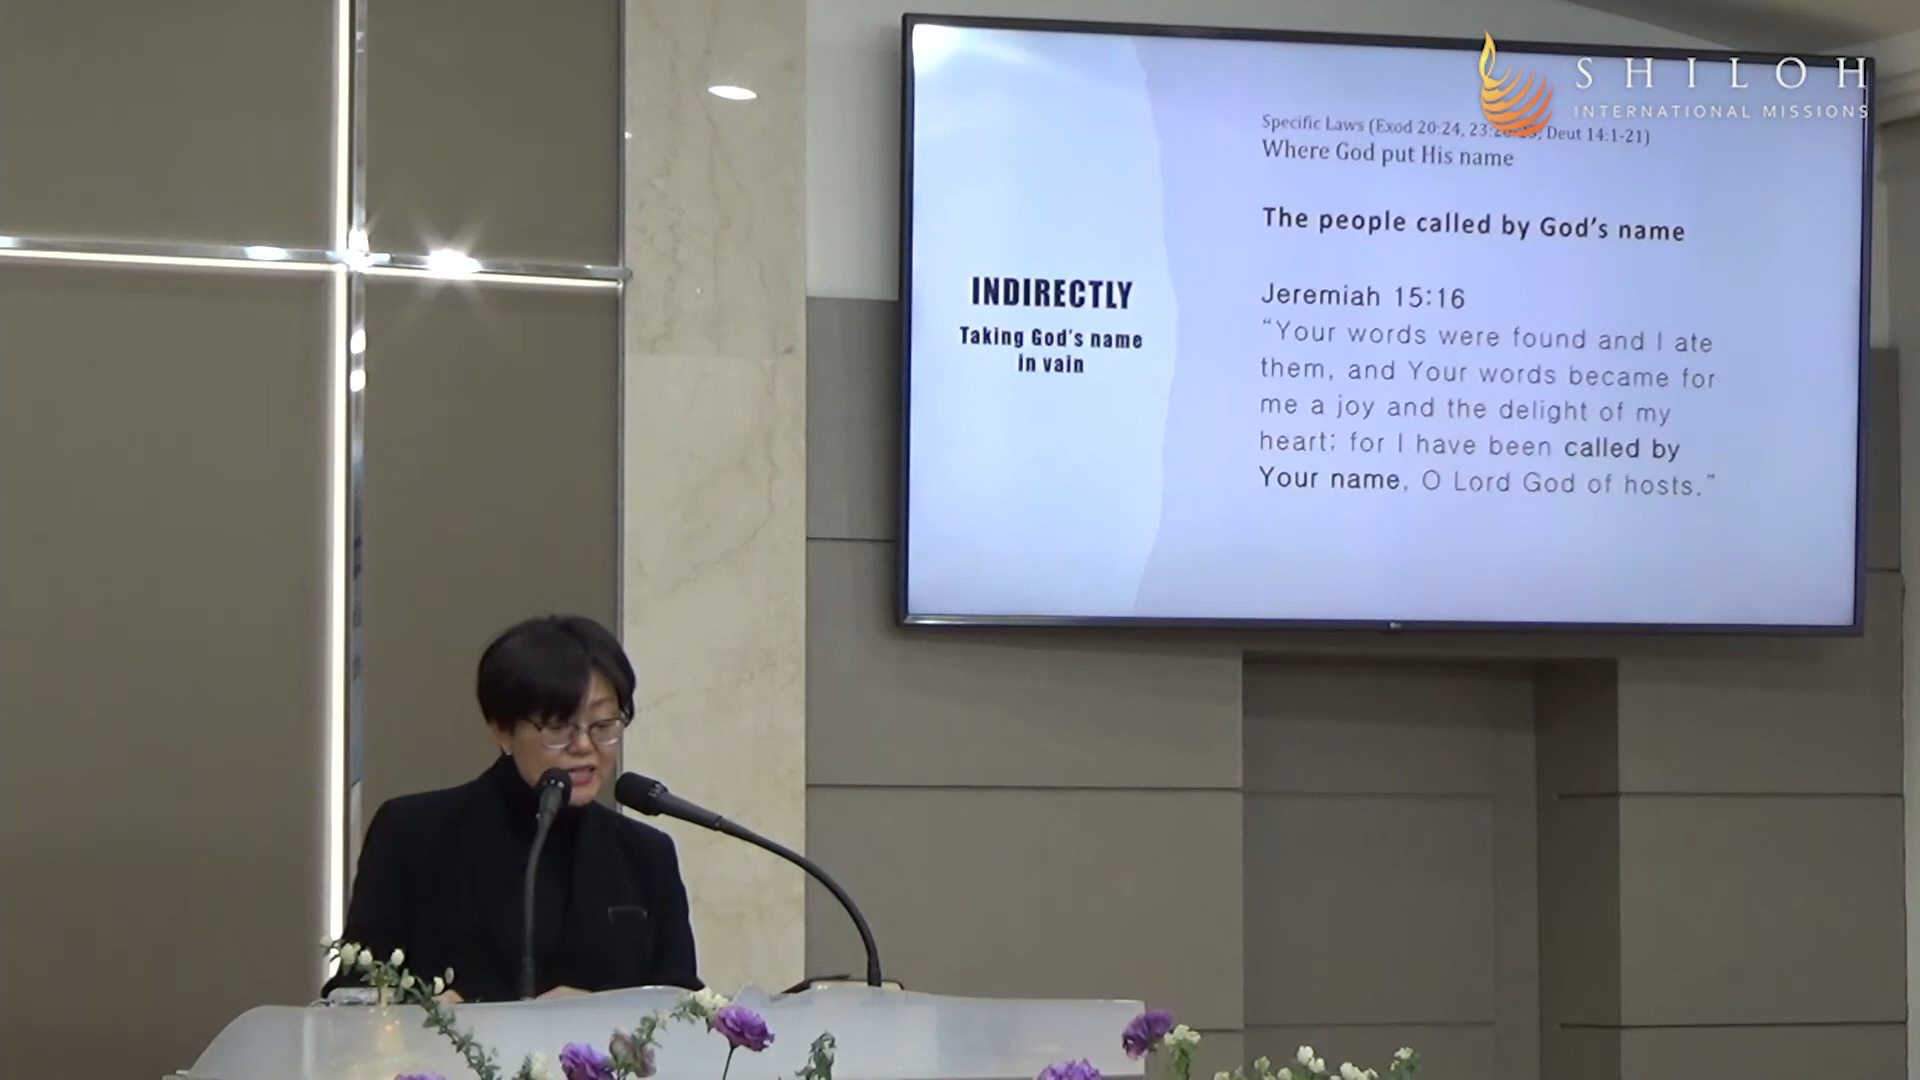 SHILOH
INTERNATIONAL MISSIONS
Specific Laws (Exod 20:24, Deut 14:1-21)
Where God put His name
The people called by God's name
INDIRECTLY
Taking God's name
in vain
Jeremiah 15:16
“Your words were found and I ate
them, and Your words became for
me a joy and the delight of my
heart; for I have been called by
Your name, O Lord God of hosts.”